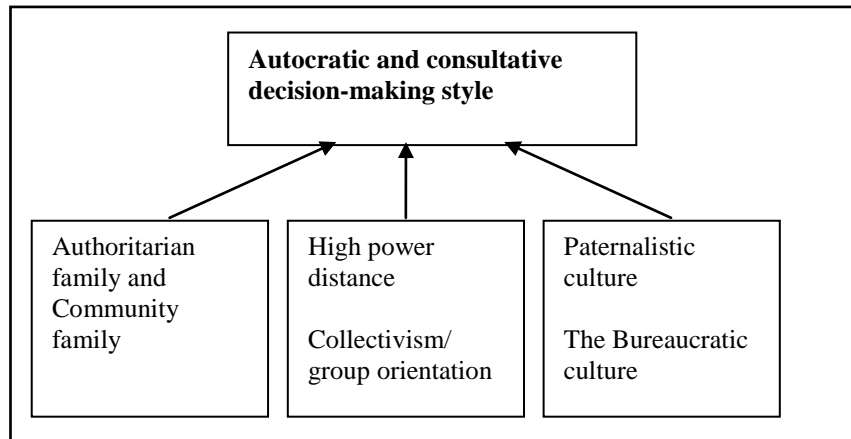 Autocratic and consultative
decision-making style
Authoritarian
family and
Community
family
High power
distance
Collectivism/
group orientation
Paternalistic
culture
The Bureaucratic
culture